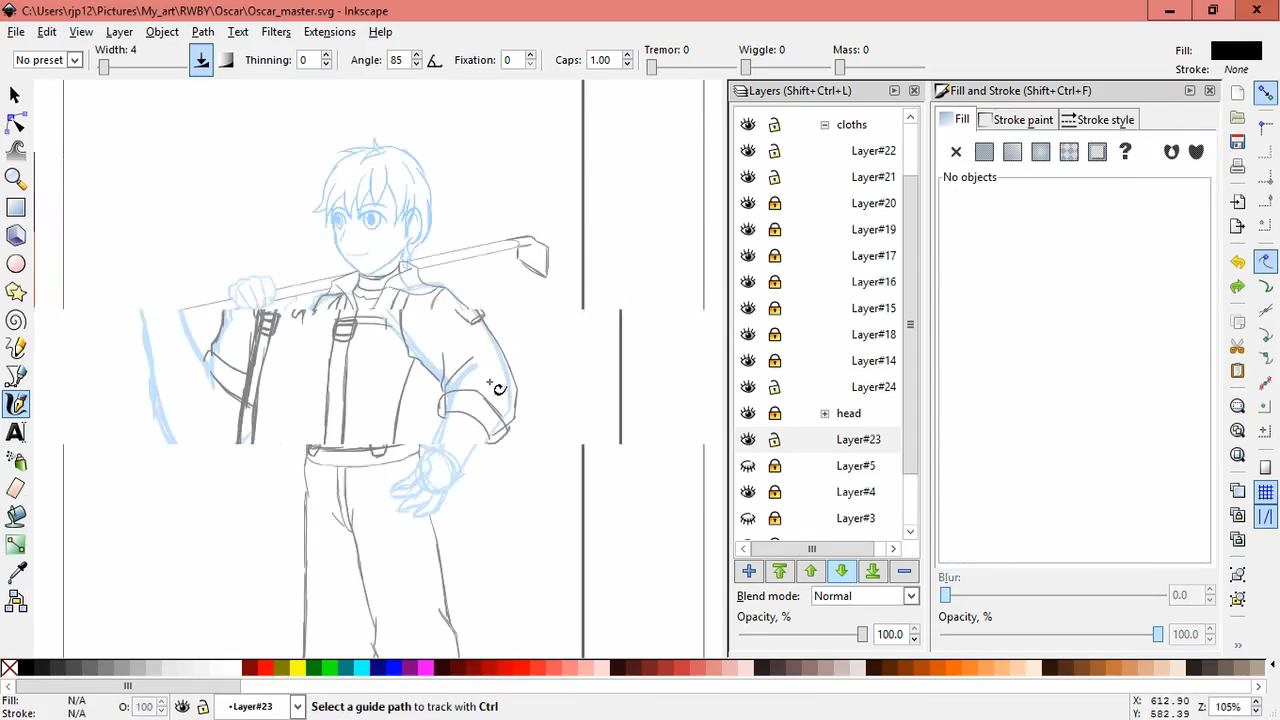 C:\Users\rjp12\Pictures\My_art\RWBY\Oscar\Oscar_master.svg - Inkscape
File Edit View Layer Object Path Text Filters Extensions Help
No preset Width: 4 Thinning: 0 Angle: 85 Fixation: 0 Caps: 1.00 Tremor: 0 Wiggle: 0 Mass: 0 Fill: Stroke: None
Layers (Shift+Ctrl+L)
cloths
Layer#22
Layer#21
Layer#20
Layer#19
Layer#17
Layer#16
Layer#15
Layer#18
Layer#14
Layer#24
head
Layer#23
Layer#5
Layer#4
Layer#3
Blend mode: Normal
Opacity, %
100.0
Fill and Stroke (Shift+Ctrl+F)
Fill Stroke paint Stroke style
?
No objects
Blur:
0.0
Opacity, %
100.0
Fill: N/A
Stroke: N/A
O: 100
•Layer#23
Select a guide path to track with Ctrl
X: 612.90
Y: 582.39
Z: 105%